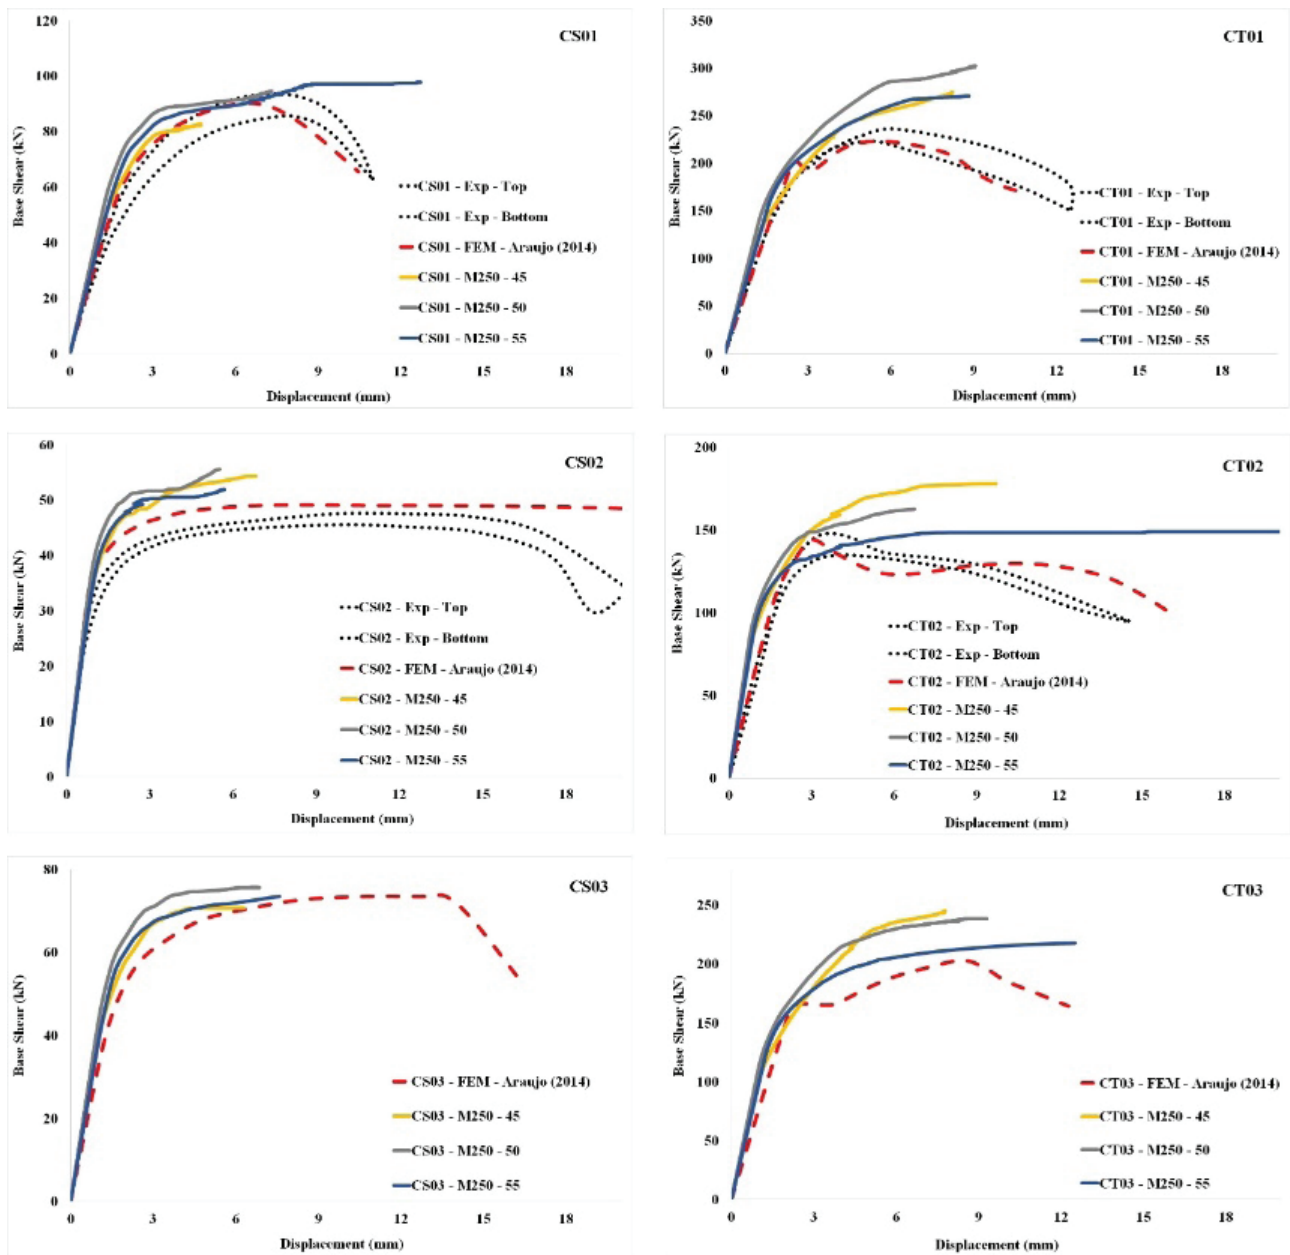 CS01
Base Shear (kN)
120
100
80
60
40
20
0
0 3 6 9 12 15 18
Displacement (mm)
CS01 - Exp - Top
CS01 - Exp - Bottom
CS01 - FEM - Araujo (2014)
CS01 - M250 - 45
CS01 - M250 - 50
CS01 - M250 - 55
CT01
Base Shear (kN)
350
300
250
200
150
100
50
0
0 3 6 9 12 15 18
Displacement (mm)
CT01 - Exp - Top
CT01 - Exp - Bottom
CT01 - FEM - Araujo (2014)
CT01 - M250 - 45
CT01 - M250 - 50
CT01 - M250 - 55
CS02
Base Shear (kN)
60
50
40
30
20
10
0
0 3 6 9 12 15 18
Displacement (mm)
CS02 - Exp - Top
CS02 - Exp - Bottom
CS02 - FEM - Araujo (2014)
CS02 - M250 - 45
CS02 - M250 - 50
CS02 - M250 - 55
CT02
Base Shear (kN)
200
150
100
50
0
0 3 6 9 12 15 18
Displacement (mm)
CT02 - Exp - Top
CT02 - Exp - Bottom
CT02 - FEM - Araujo (2014)
CT02 - M250 - 45
CT02 - M250 - 50
CT02 - M250 - 55
CS03
Base Shear (kN)
80
60
40
20
0
0 3 6 9 12 15 18
Displacement (mm)
CS03 - FEM - Araujo (2014)
CS03 - M250 - 45
CS03 - M250 - 50
CS03 - M250 - 55
CT03
Base Shear (kN)
250
200
150
100
50
0
0 3 6 9 12 15 18
Displacement (mm)
CT03 - FEM - Araujo (2014)
CT03 - M250 - 45
CT03 - M250 - 50
CT03 - M250 - 55